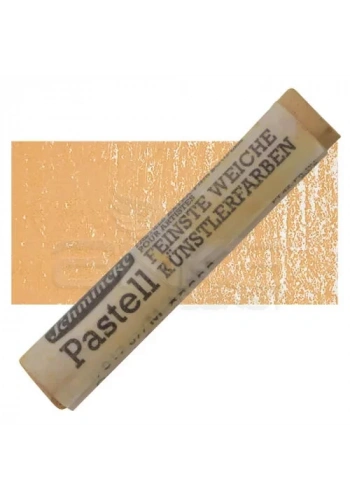 Schmincke
Pastell
POUR ARTISTES
FEINSTE WEICHE
KÜNSTLERFARBEN